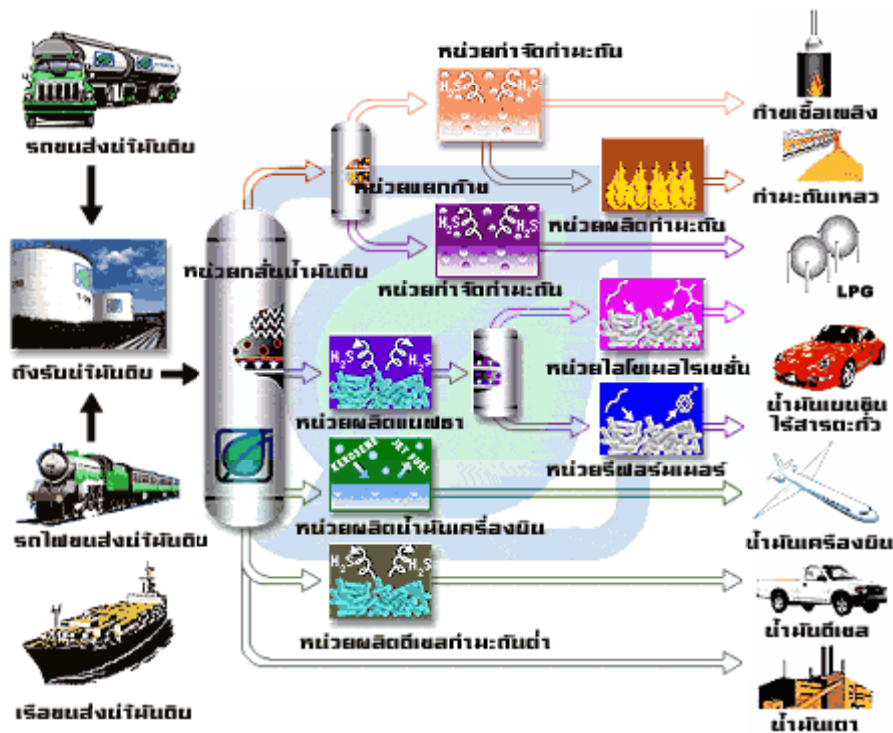 รถขนส่งน้ำมันดิบ
ถังรับน้ำมันดิบ
รถไฟขนส่งน้ำมันดิบ
เรือขนส่งน้ำมันดิบ
หน่วยกลั่นน้ำมันดิบ
หน่วยแยกก๊าซ
หน่วยกำจัดกำมะถัน
H₂S H₂S
หน่วยผลิตกำมะถัน
H₂S H₂S
หน่วยกำจัดกำมะถัน
H₂S H₂S
หน่วยผลิตแนฟธา
หน่วยไอโซเมอไรเซชั่น
หน่วยรีฟอร์มเมอร์
KEROSENE JET FUEL
หน่วยผลิตน้ำมันเครื่องบิน
H₂S H₂S
หน่วยผลิตดีเซลกำมะถันต่ำ
ก๊าซเชื้อเพลิง
กำมะถันเหลว
LPG
น้ำมันเบนซิน
ไร้สารตะกั่ว
น้ำมันเครื่องบิน
น้ำมันดีเซล
น้ำมันเตา